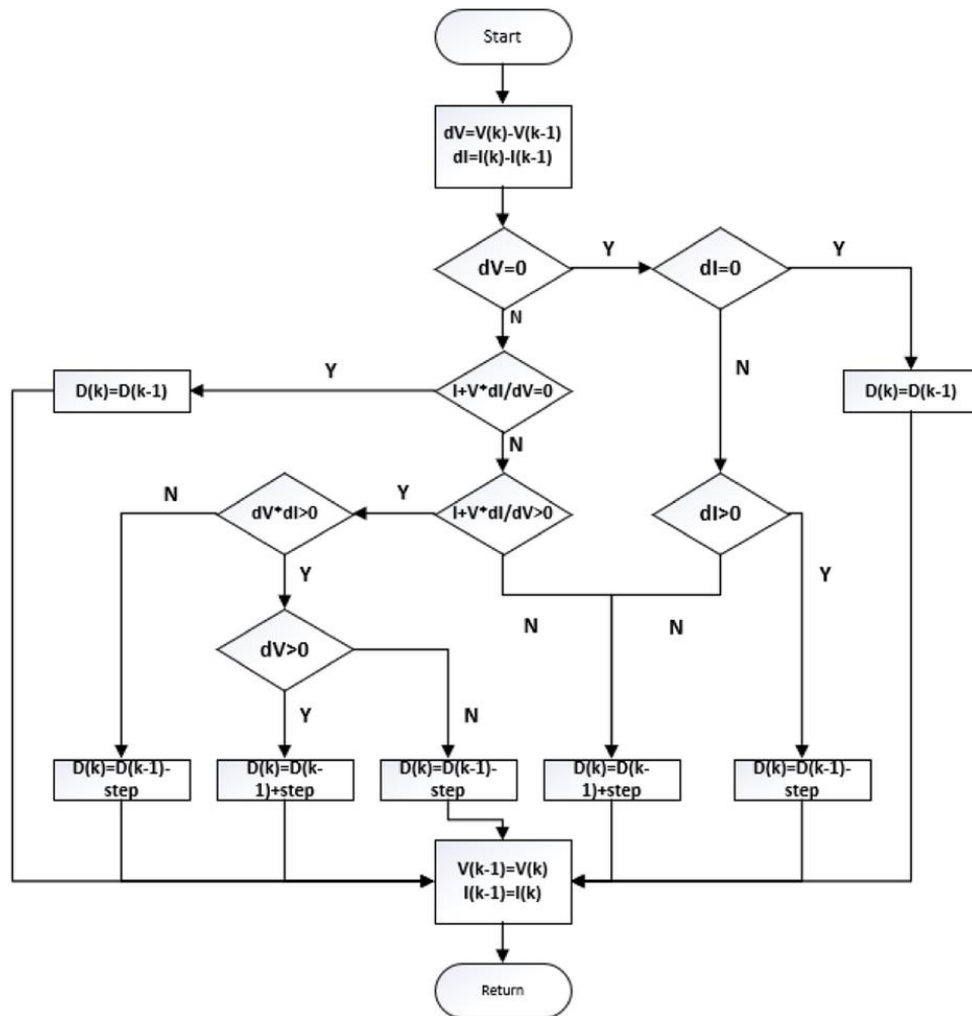 Start
dV=V(k)-V(k-1)
dI=I(k)-I(k-1)
dV=0
Y
dI=0
Y
N
Y
N
D(k)=D(k-1)
I+V*dI/dV=0
D(k)=D(k-1)
N
N
dV*dI>0
Y
I+V*dI/dV>0
dI>0
Y
Y
N
N
dV>0
Y
N
D(k)=D(k-1)-
step
D(k)=D(k-
1)+step
D(k)=D(k-1)-
step
D(k)=D(k-
1)+step
D(k)=D(k-1)-
step
V(k-1)=V(k)
I(k-1)=I(k)
Return